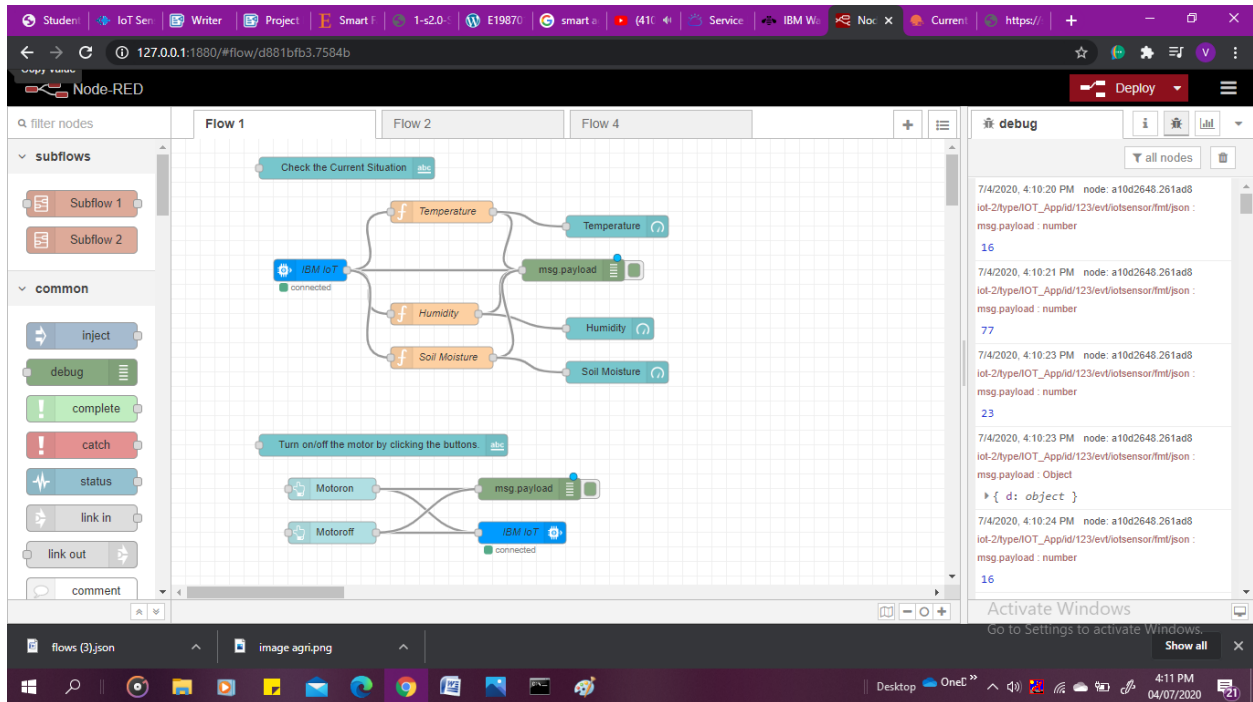 Student
IoT Sen
Writer
Project
Smart F
1-s2.0-S
E19870
smart a
(410
Service
IBM Wa
Nod
Current
https://
127.0.0.1:1880/#flow/d881bfb3.7584b
V
Copy value
Node-RED
Deploy
filter nodes
Flow 1
Flow 2
Flow 4
debug
i
all nodes
subflows
Subflow 1
Subflow 2
common
inject
debug
complete
catch
status
link in
link out
comment
Check the Current Situation abc
Temperature
Temperature
IBM IoT
connected
msg.payload
Humidity
Humidity
Soil Moisture
Soil Moisture
Turn on/off the motor by clicking the buttons. abc
Motoron
msg.payload
Motoroff
IBM IoT
connected
7/4/2020, 4:10:20 PM node: a10d2648.261ad8
iot-2/type/IOT_App/id/123/evt/iotsensor/fmt/json :
msg.payload : number
16
7/4/2020, 4:10:21 PM node: a10d2648.261ad8
iot-2/type/IOT_App/id/123/evt/iotsensor/fmt/json :
msg.payload : number
77
7/4/2020, 4:10:23 PM node: a10d2648.261ad8
iot-2/type/IOT_App/id/123/evt/iotsensor/fmt/json :
msg.payload : number
23
7/4/2020, 4:10:23 PM node: a10d2648.261ad8
iot-2/type/IOT_App/id/123/evt/iotsensor/fmt/json :
msg.payload : Object
{ d: object }
7/4/2020, 4:10:24 PM node: a10d2648.261ad8
iot-2/type/IOT_App/id/123/evt/iotsensor/fmt/json :
msg.payload : number
16
Activate Windows
Go to Settings to activate Windows.
flows (3).json
image agri.png
Show all
Desktop
OneD
4:11 PM
04/07/2020
21